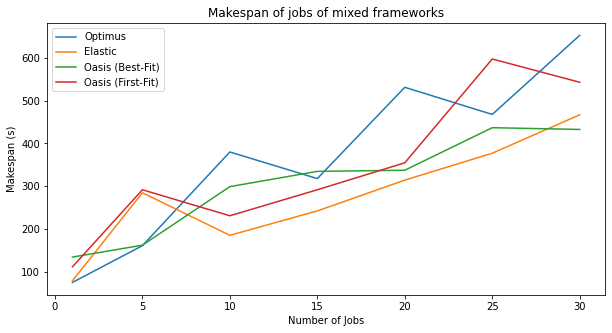 Makespan of jobs of mixed frameworks
Optimus
Elastic
Oasis (Best-Fit)
Oasis (First-Fit)
Makespan (s)
600
500
400
300
200
100
0 5 10 15 20 25 30
Number of Jobs